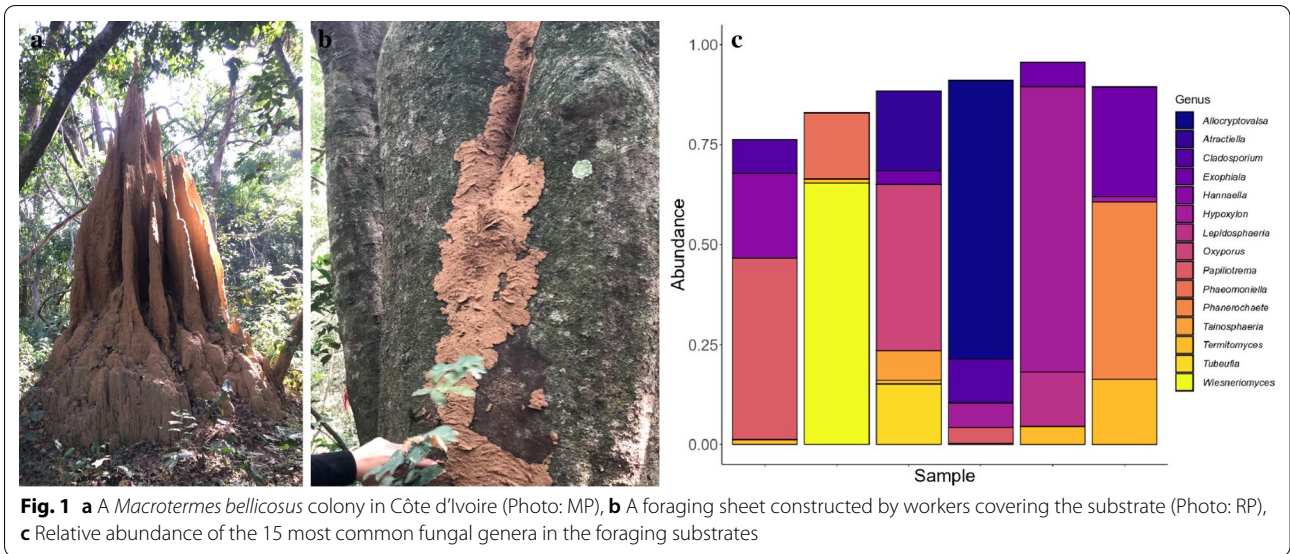 a
b
c
1.00
0.75
0.50
0.25
0.00
Abundance
Sample
Genus
Allocryptovalsa
Atractiella
Cladosporium
Exophiala
Hannaella
Hypoxylon
Lepidosphaeria
Oxyporus
Papiliotrema
Phaeomoniella
Phanerochaete
Tainosphaeria
Termitomyces
Tubeufia
Wiesneriomyces
Fig. 1 a A Macrotermes bellicosus colony in Côte d'Ivoire (Photo: MP), b A foraging sheet constructed by workers covering the substrate (Photo: RP),
c Relative abundance of the 15 most common fungal genera in the foraging substrates